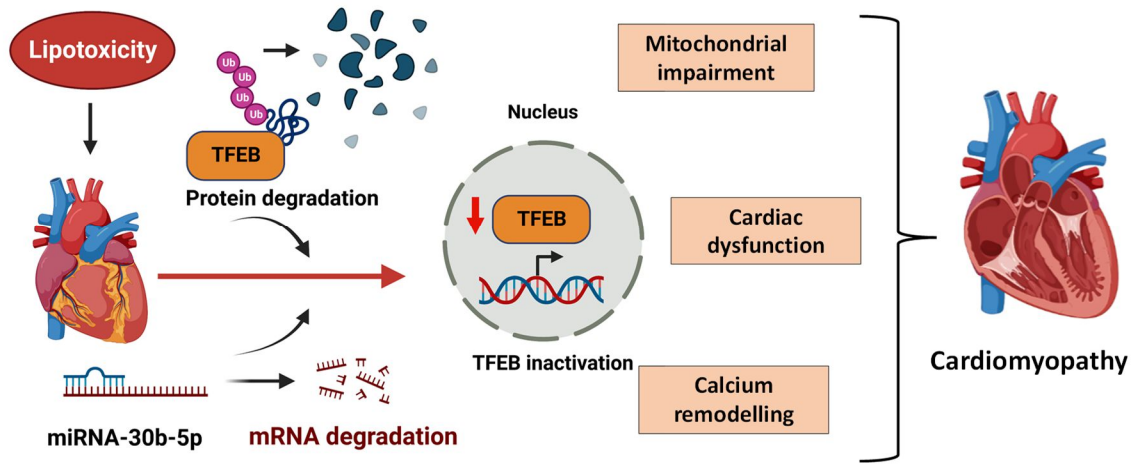 Lipotoxicity
Ub
Ub
Ub
Ub
TFEB
Protein degradation
miRNA-30b-5p
mRNA degradation
Nucleus
TFEB
TFEB inactivation
Mitochondrial
impairment
Cardiac
dysfunction
Calcium
remodelling
Cardiomyopathy